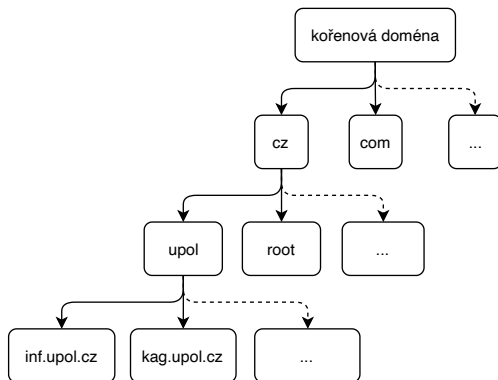 kořenová doména
cz
com
...
upol
root
...
inf.upol.cz
kag.upol.cz
...